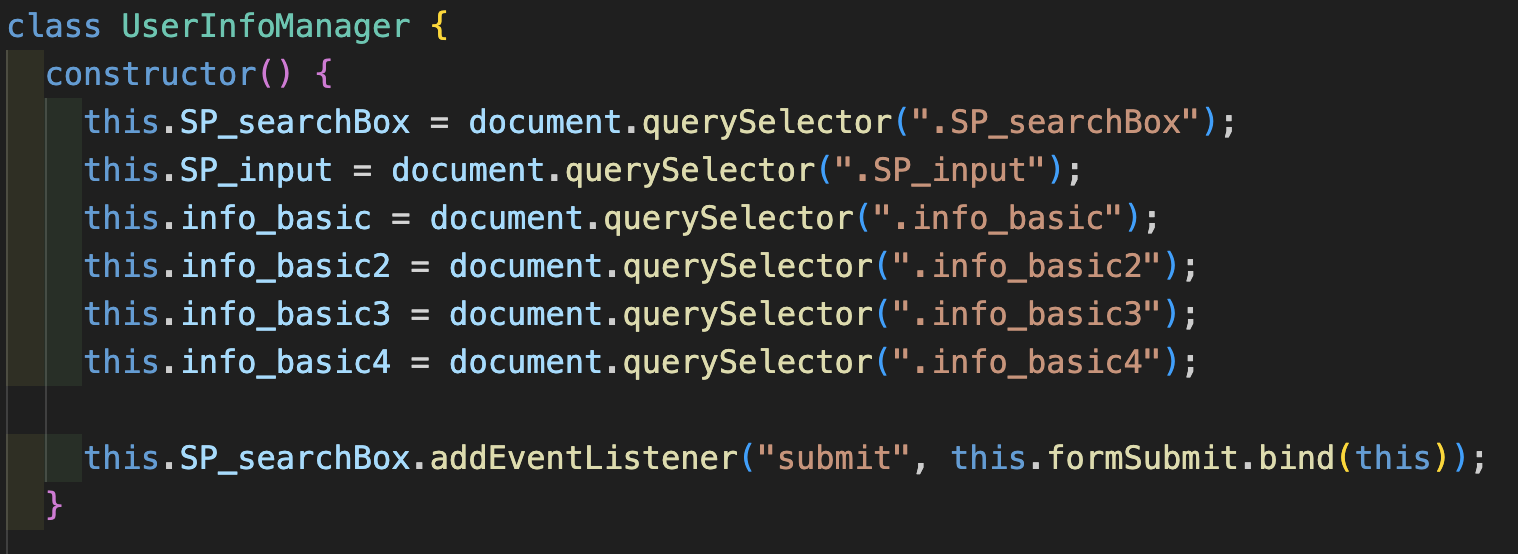 class UserInfoManager {
constructor() {
this.SP_searchBox = document.querySelector(".SP_searchBox");
this.SP_input = document.querySelector(".SP_input");
this.info_basic = document.querySelector(".info_basic");
this.info_basic2 = document.querySelector(".info_basic2");
this.info_basic3 = document.querySelector(".info_basic3");
this.info_basic4 = document.querySelector(".info_basic4");
this.SP_searchBox.addEventListener("submit", this.formSubmit.bind(this));
}